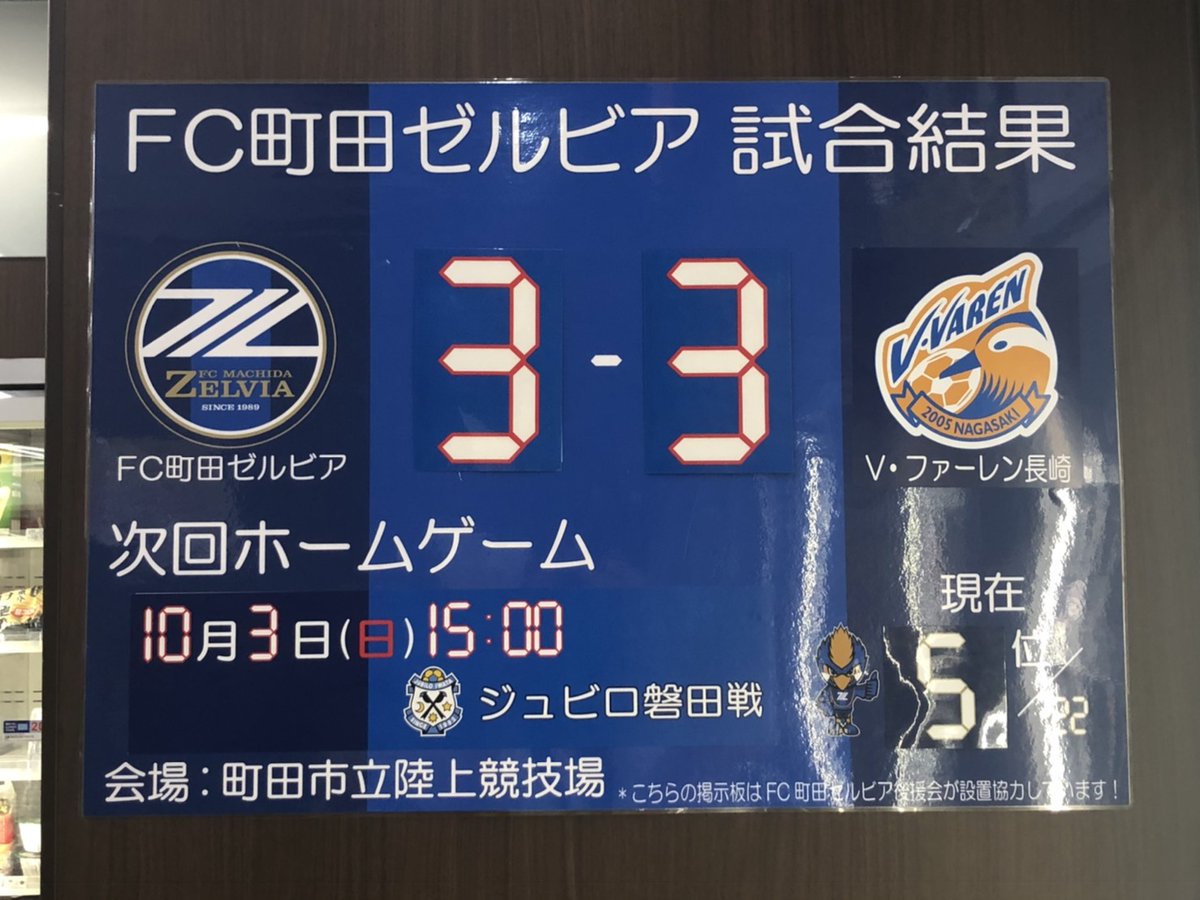 FC町田ゼルビア 試合結果
FC MACHIDA
ZELVIA
SINCE 1989
3-3
V・VAREN
2005 NAGASAKI
FC町田ゼルビア
V・ファーレン長崎
次回ホームゲーム
10月3日(日)15:00
ジュビロ磐田戦
現在
5位/22
会場：町田市立陸上競技場
*こちらの掲示板はFC町田ゼルビア後援会が設置協力しています！